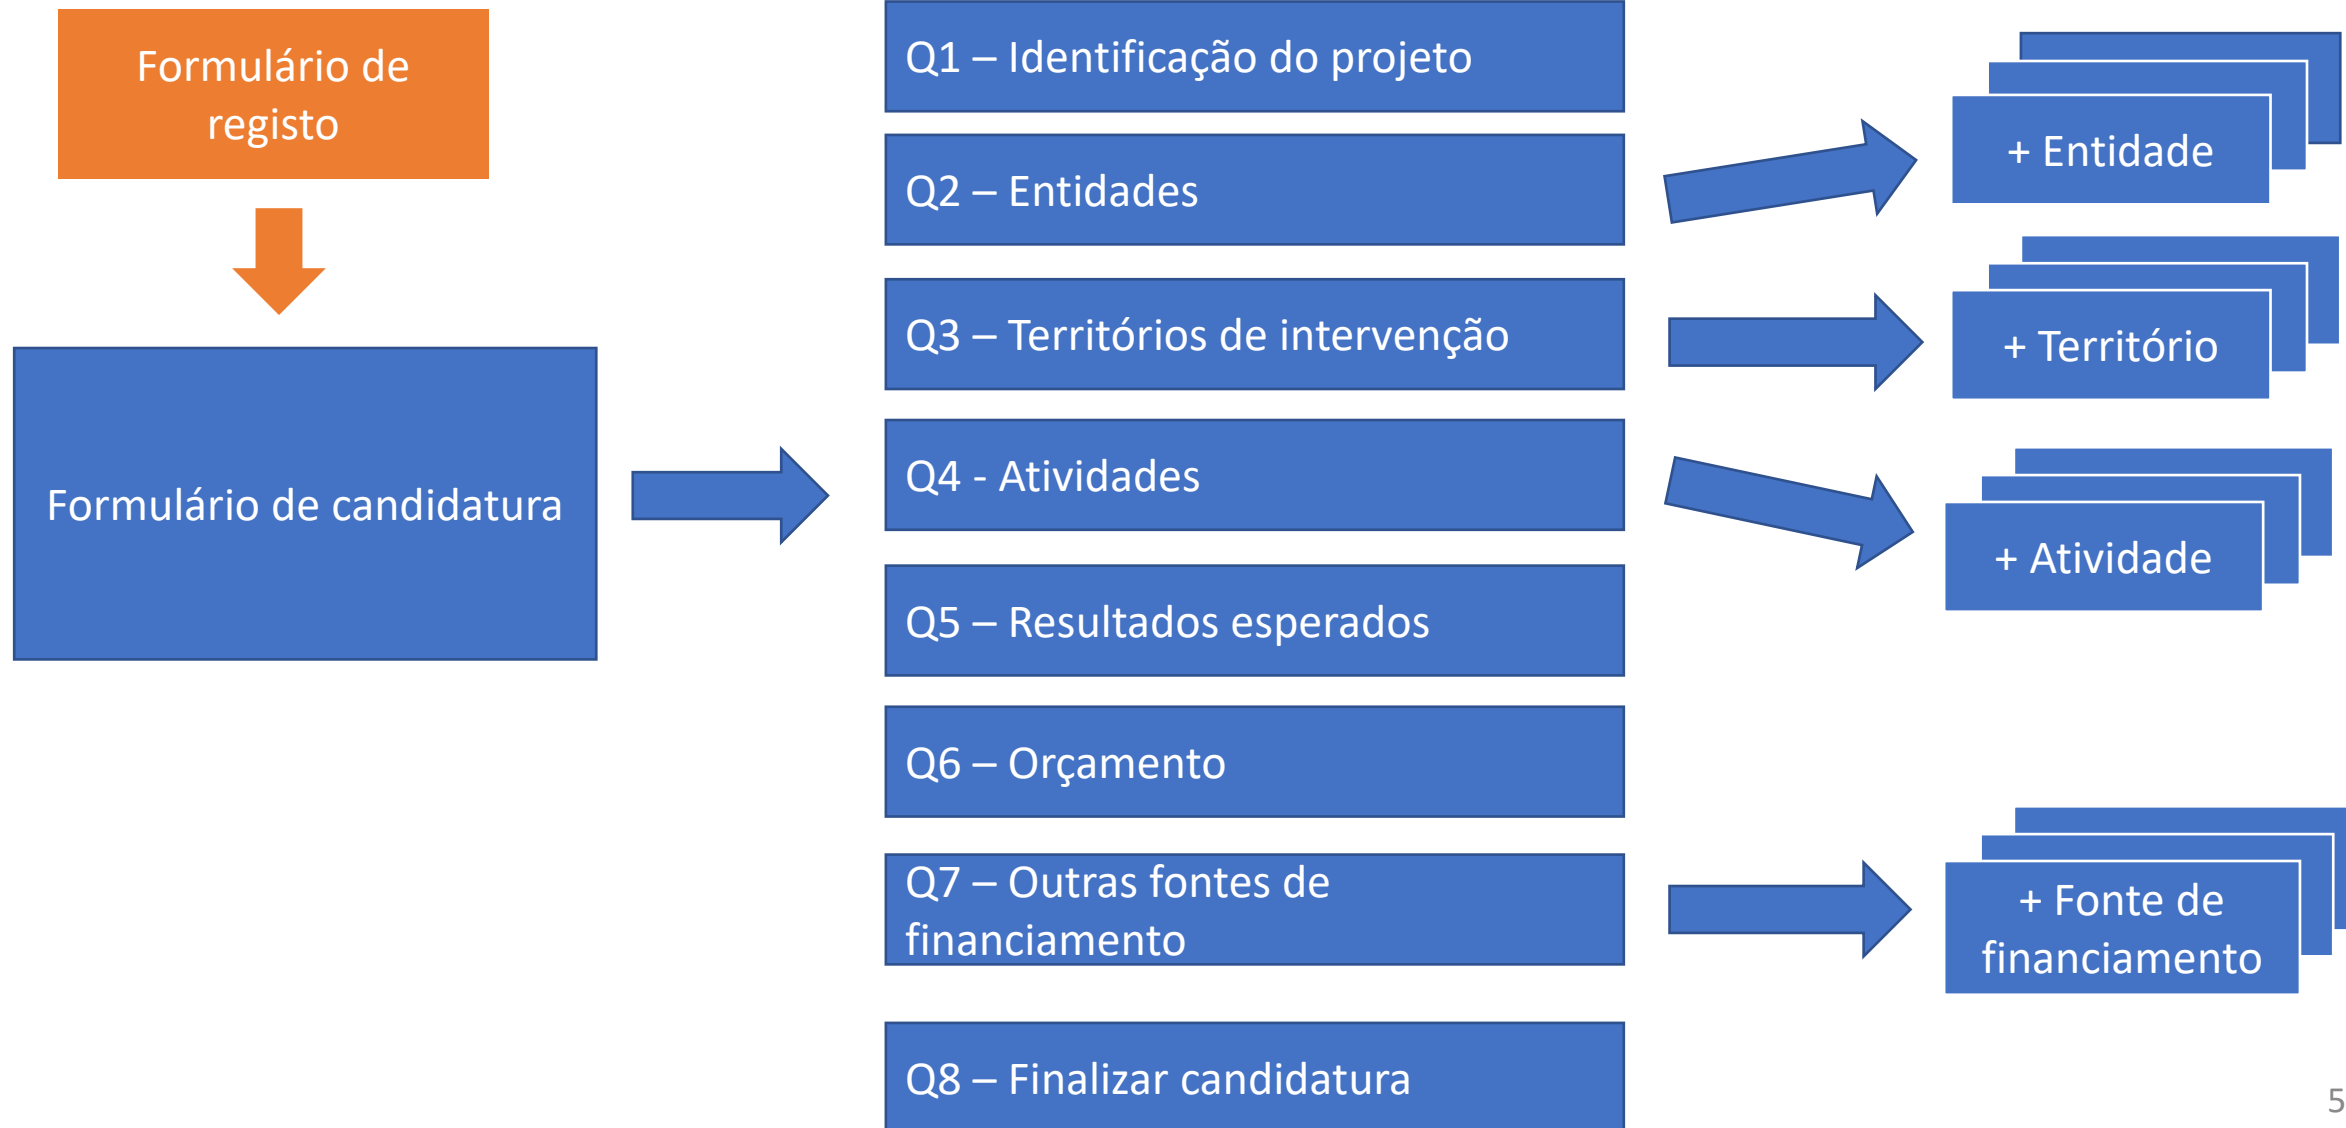 Formulário de
registo
Formulário de candidatura
Q1 – Identificação do projeto
Q2 – Entidades
Q3 – Territórios de intervenção
Q4 - Atividades
Q5 – Resultados esperados
Q6 – Orçamento
Q7 – Outras fontes de
financiamento
Q8 – Finalizar candidatura
+ Entidade
+ Território
+ Atividade
+ Fonte de
financiamento
5